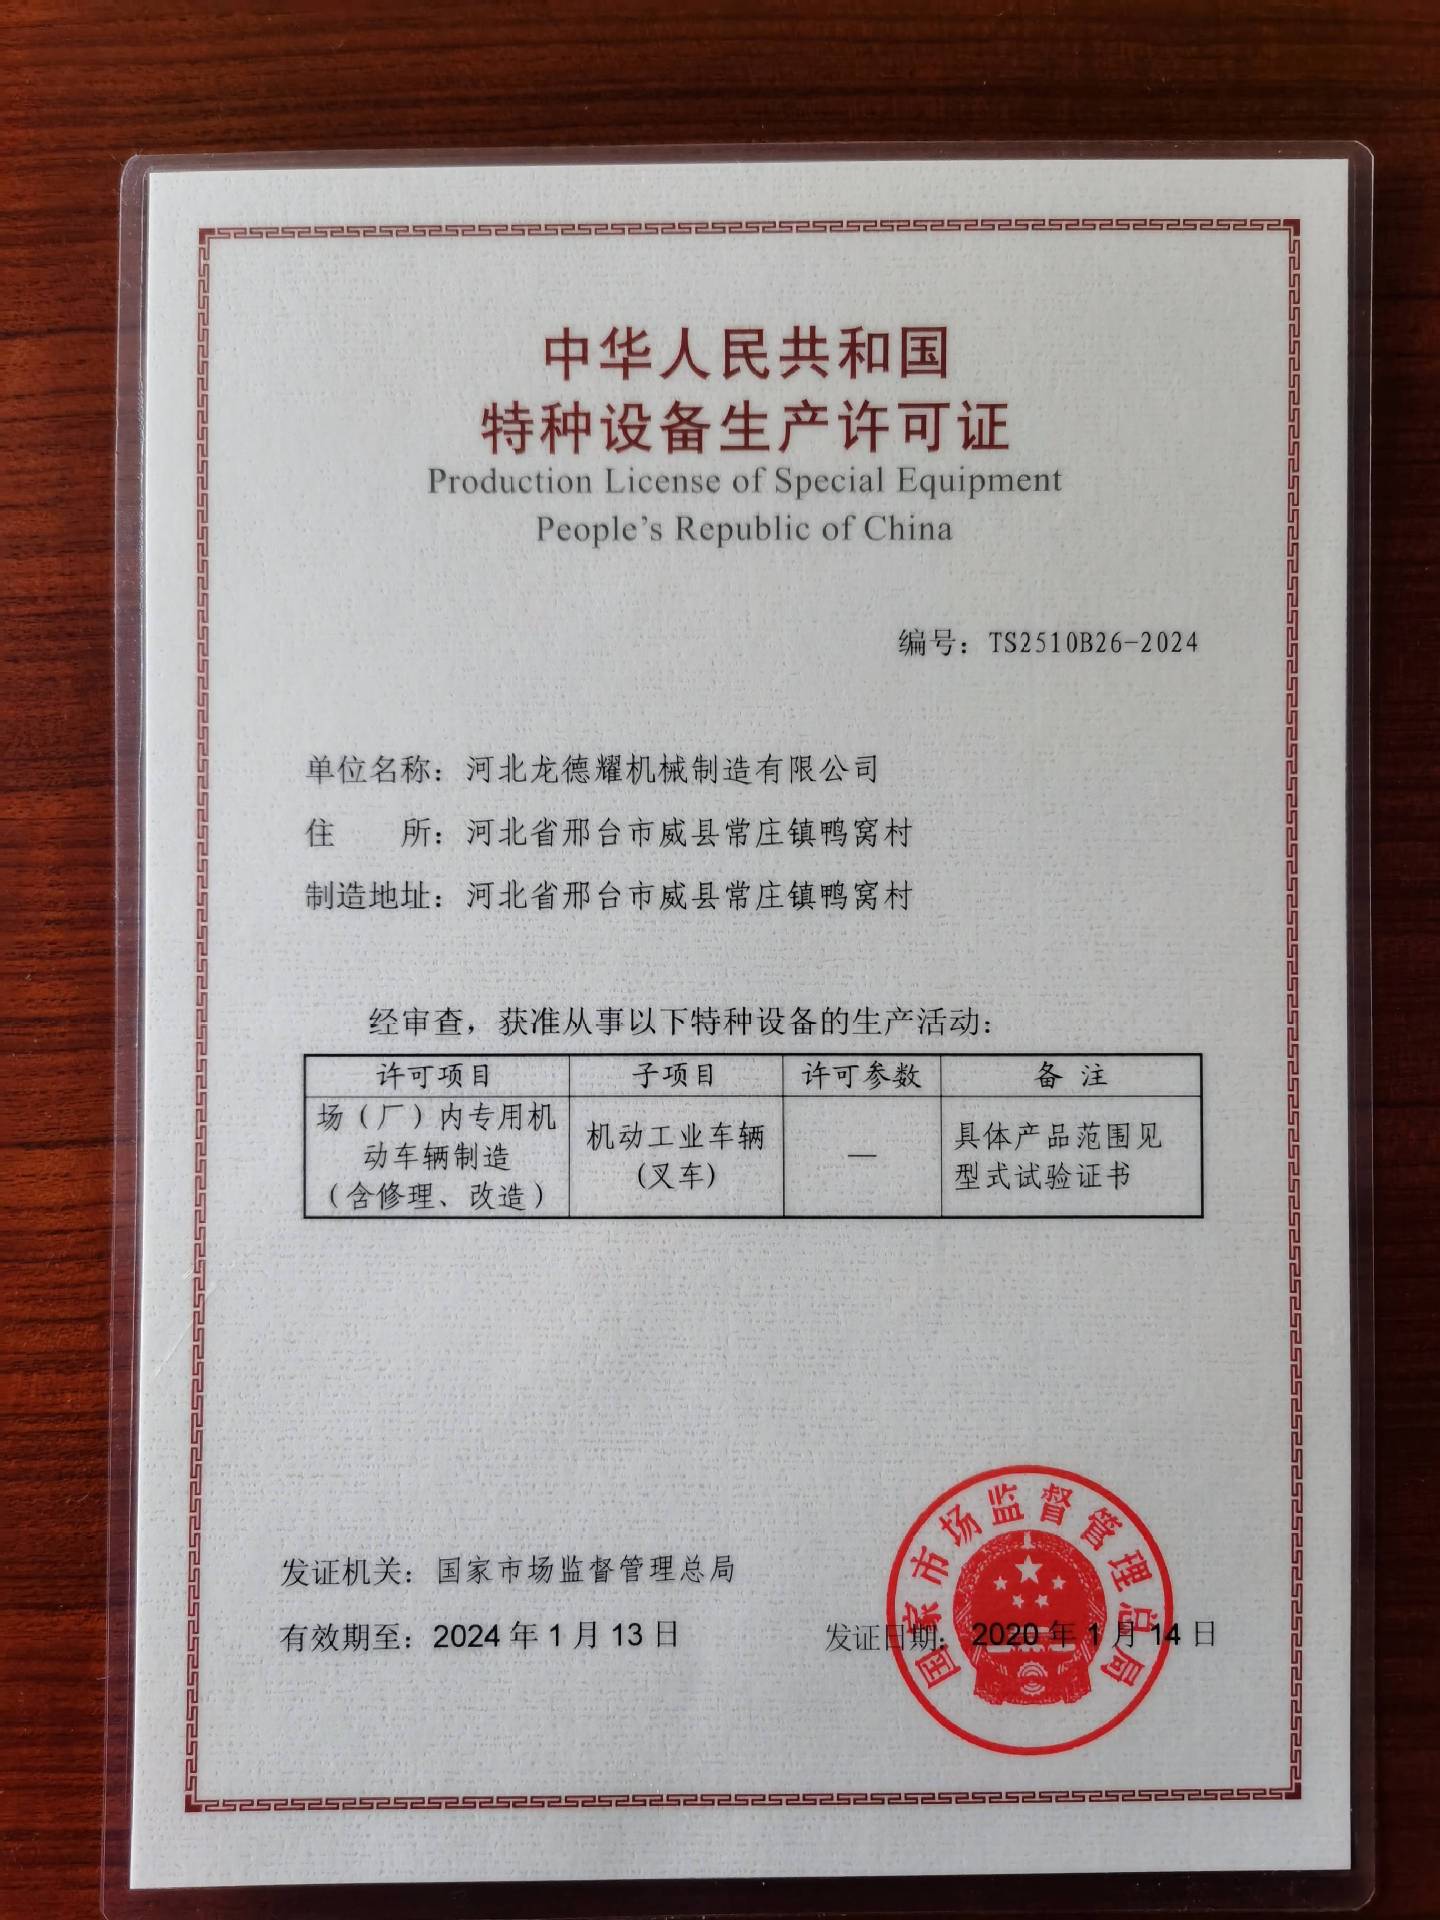 中华人民共和国
特种设备生产许可证
Production License of Special Equipment
People's Republic of China
编号：TS2510B26-2024
单位名称：河北龙德耀机械制造有限公司
住 所：河北省邢台市威县常庄镇鸭窝村
制造地址：河北省邢台市威县常庄镇鸭窝村
经审查，获准从事以下特种设备的生产活动：
许可项目 子项目 许可参数 备 注
场（厂）内专用机
动车辆制造
（含修理、改造）
机动工业车辆
(叉车)
—
具体产品范围见
型式试验证书
发证机关：国家市场监督管理总局
有效期至：2024 年 1 月 13 日
发证日期：2020 年 1 月 14 日
国家市场监督管理总局